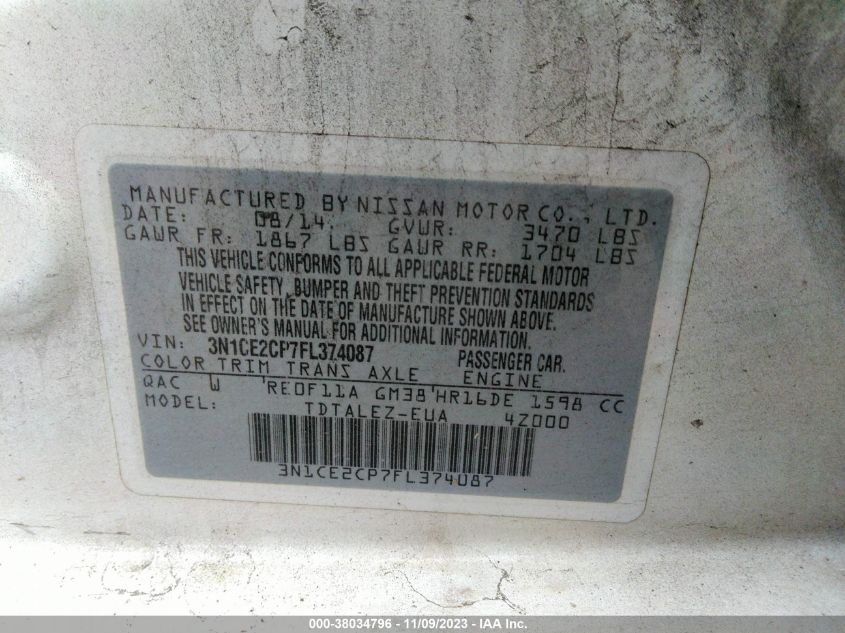 MANUFACTURED BY NISSAN MOTOR CO., LTD.
DATE: 08/14. GVWR: 3470 LBS
GAWR FR: 1867 LBS GAWR RR: 1704 LBS
THIS VEHICLE CONFORMS TO ALL APPLICABLE FEDERAL MOTOR
VEHICLE SAFETY, BUMPER AND THEFT PREVENTION STANDARDS
IN EFFECT ON THE DATE OF MANUFACTURE SHOWN ABOVE.
SEE OWNER'S MANUAL FOR ADDITIONAL INFORMATION.
VIN: 3N1CE2CP7FL374087 PASSENGER CAR.
COLOR TRIM TRANS AXLE ENGINE
QAC W 'RE0F11A GM38'HR16DE 1598 CC
MODEL: TDTALEZ-EUA 4Z000
3N1CE2CP7FL374087
000-38034796 - 11/09/2023 - IAA Inc.